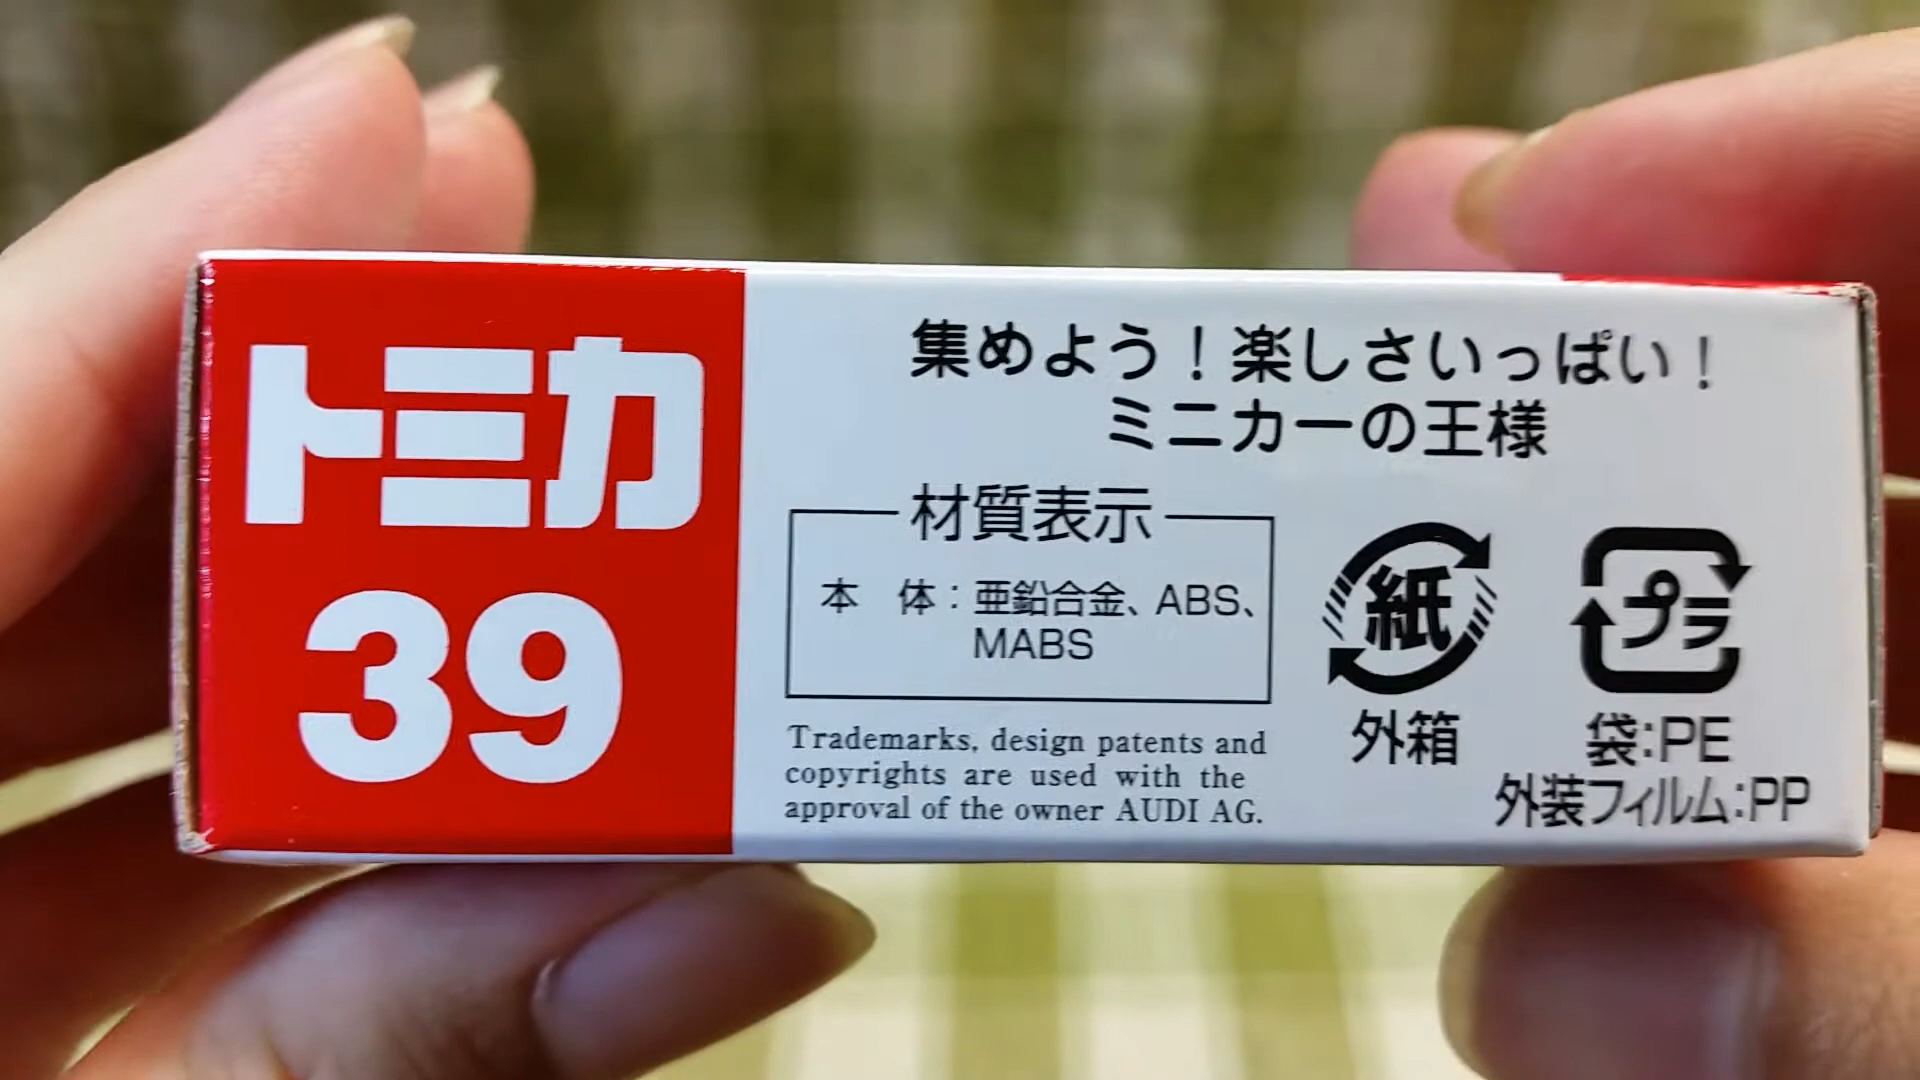 トミカ
39
集めよう！楽しさいっぱい！
ミニカーの王様
材質表示
本 体：亜鉛合金、ABS、
MABS
Trademarks, design patents and
copyrights are used with the
approval of the owner AUDI AG.
紙
外箱
プラ
袋:PE
外装フィルム:PP